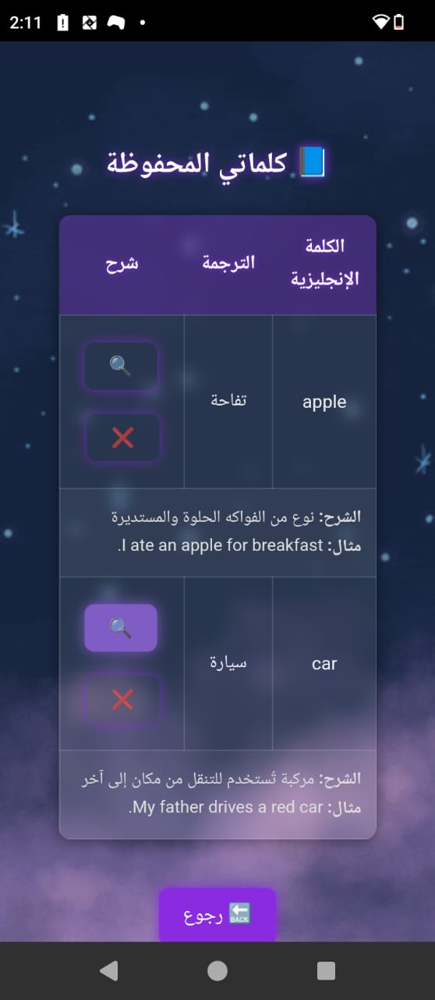 2:11
📘 كلماتي المحفوظة
الكلمة الإنجليزية
الترجمة
شرح
apple
تفاحة
الشرح: نوع من الفواكه الحلوة والمستديرة
مثال: I ate an apple for breakfast.
car
سيارة
الشرح: مركبة تُستخدم للتنقل من مكان إلى آخر
مثال: My father drives a red car.
🔙 رجوع